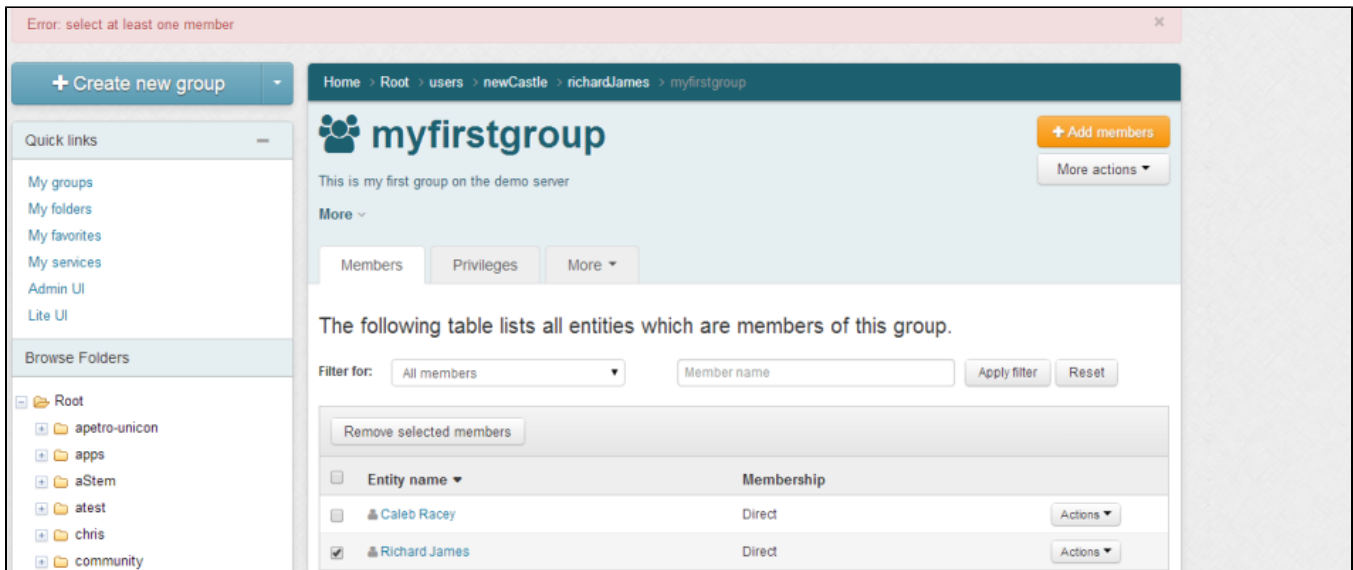 Error: select at least one member ×
+ Create new group
Quick links
My groups
My folders
My favorites
My services
Admin UI
Lite UI
Browse Folders
Root
apetro-unicon
apps
aStem
atest
chris
community
Home > Root > users > newCastle > richardJames > myfirstgroup
myfirstgroup
+ Add members
This is my first group on the demo server
More actions
More
Members Privileges More
The following table lists all entities which are members of this group.
Filter for: All members Member name Apply filter Reset
Remove selected members
Entity name Membership
Caleb Racey Direct Actions
Richard James Direct Actions